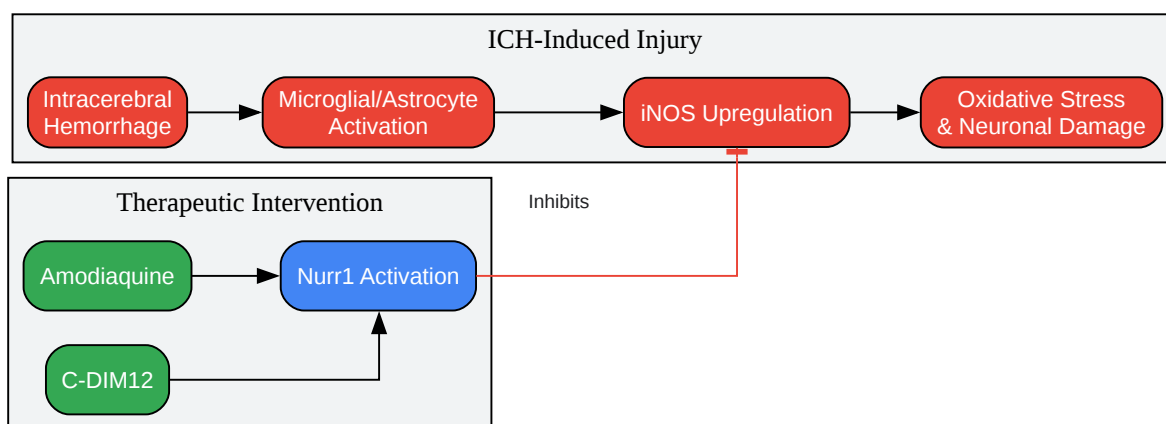 ICH-Induced Injury
Intracerebral
Hemorrhage
Microglial/Astrocyte
Activation
iNOS Upregulation
Oxidative Stress
& Neuronal Damage
Therapeutic Intervention
Inhibits
Amodiaquine
Nurr1 Activation
C-DIM12